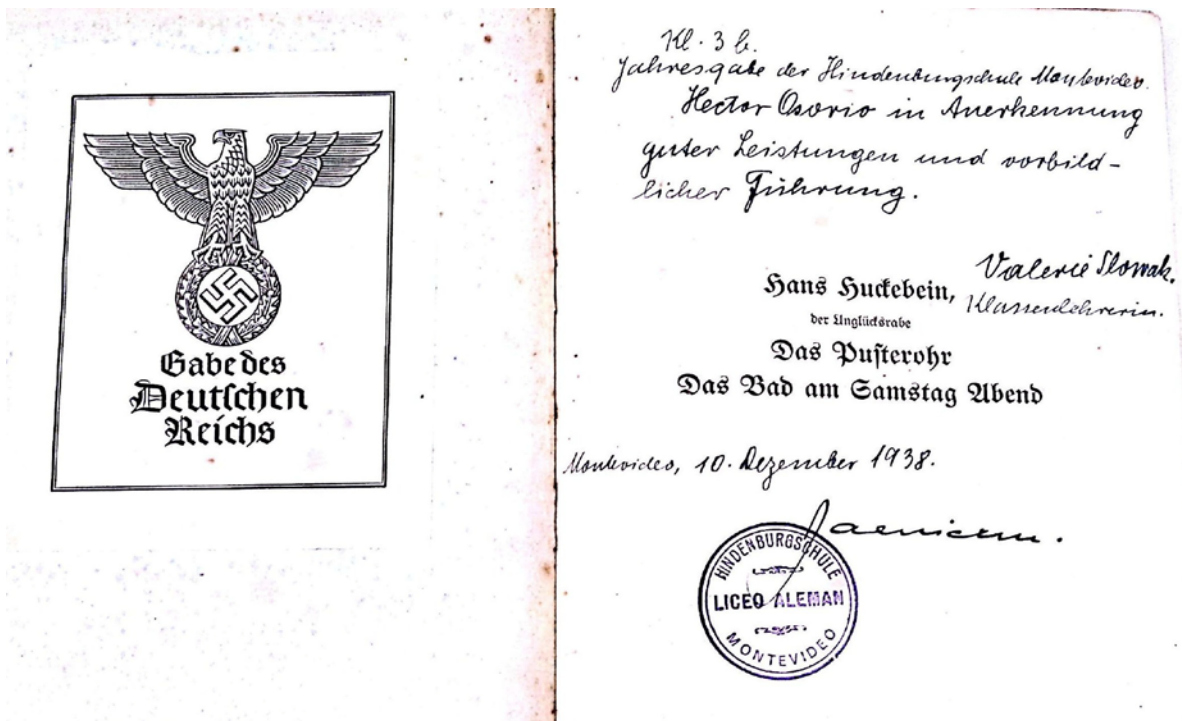 Gabe des
Deutschen
Reichs
Kl. 3 b.
Jahresgabe der Hindenburgschule Montevideo.
Hector Osorio in Anerkennung
guter Leistungen und vorbild-
licher Führung.
Valerie Slowak.
Klassenlehrerin.
Hans Huckebein,
der Unglücksrabe
Das Pusterohr
Das Bad am Samstag Abend
Montevideo, 10. Dezember 1938.
HINDENBURGSCHULE
LICEO ALEMAN
MONTEVIDEO